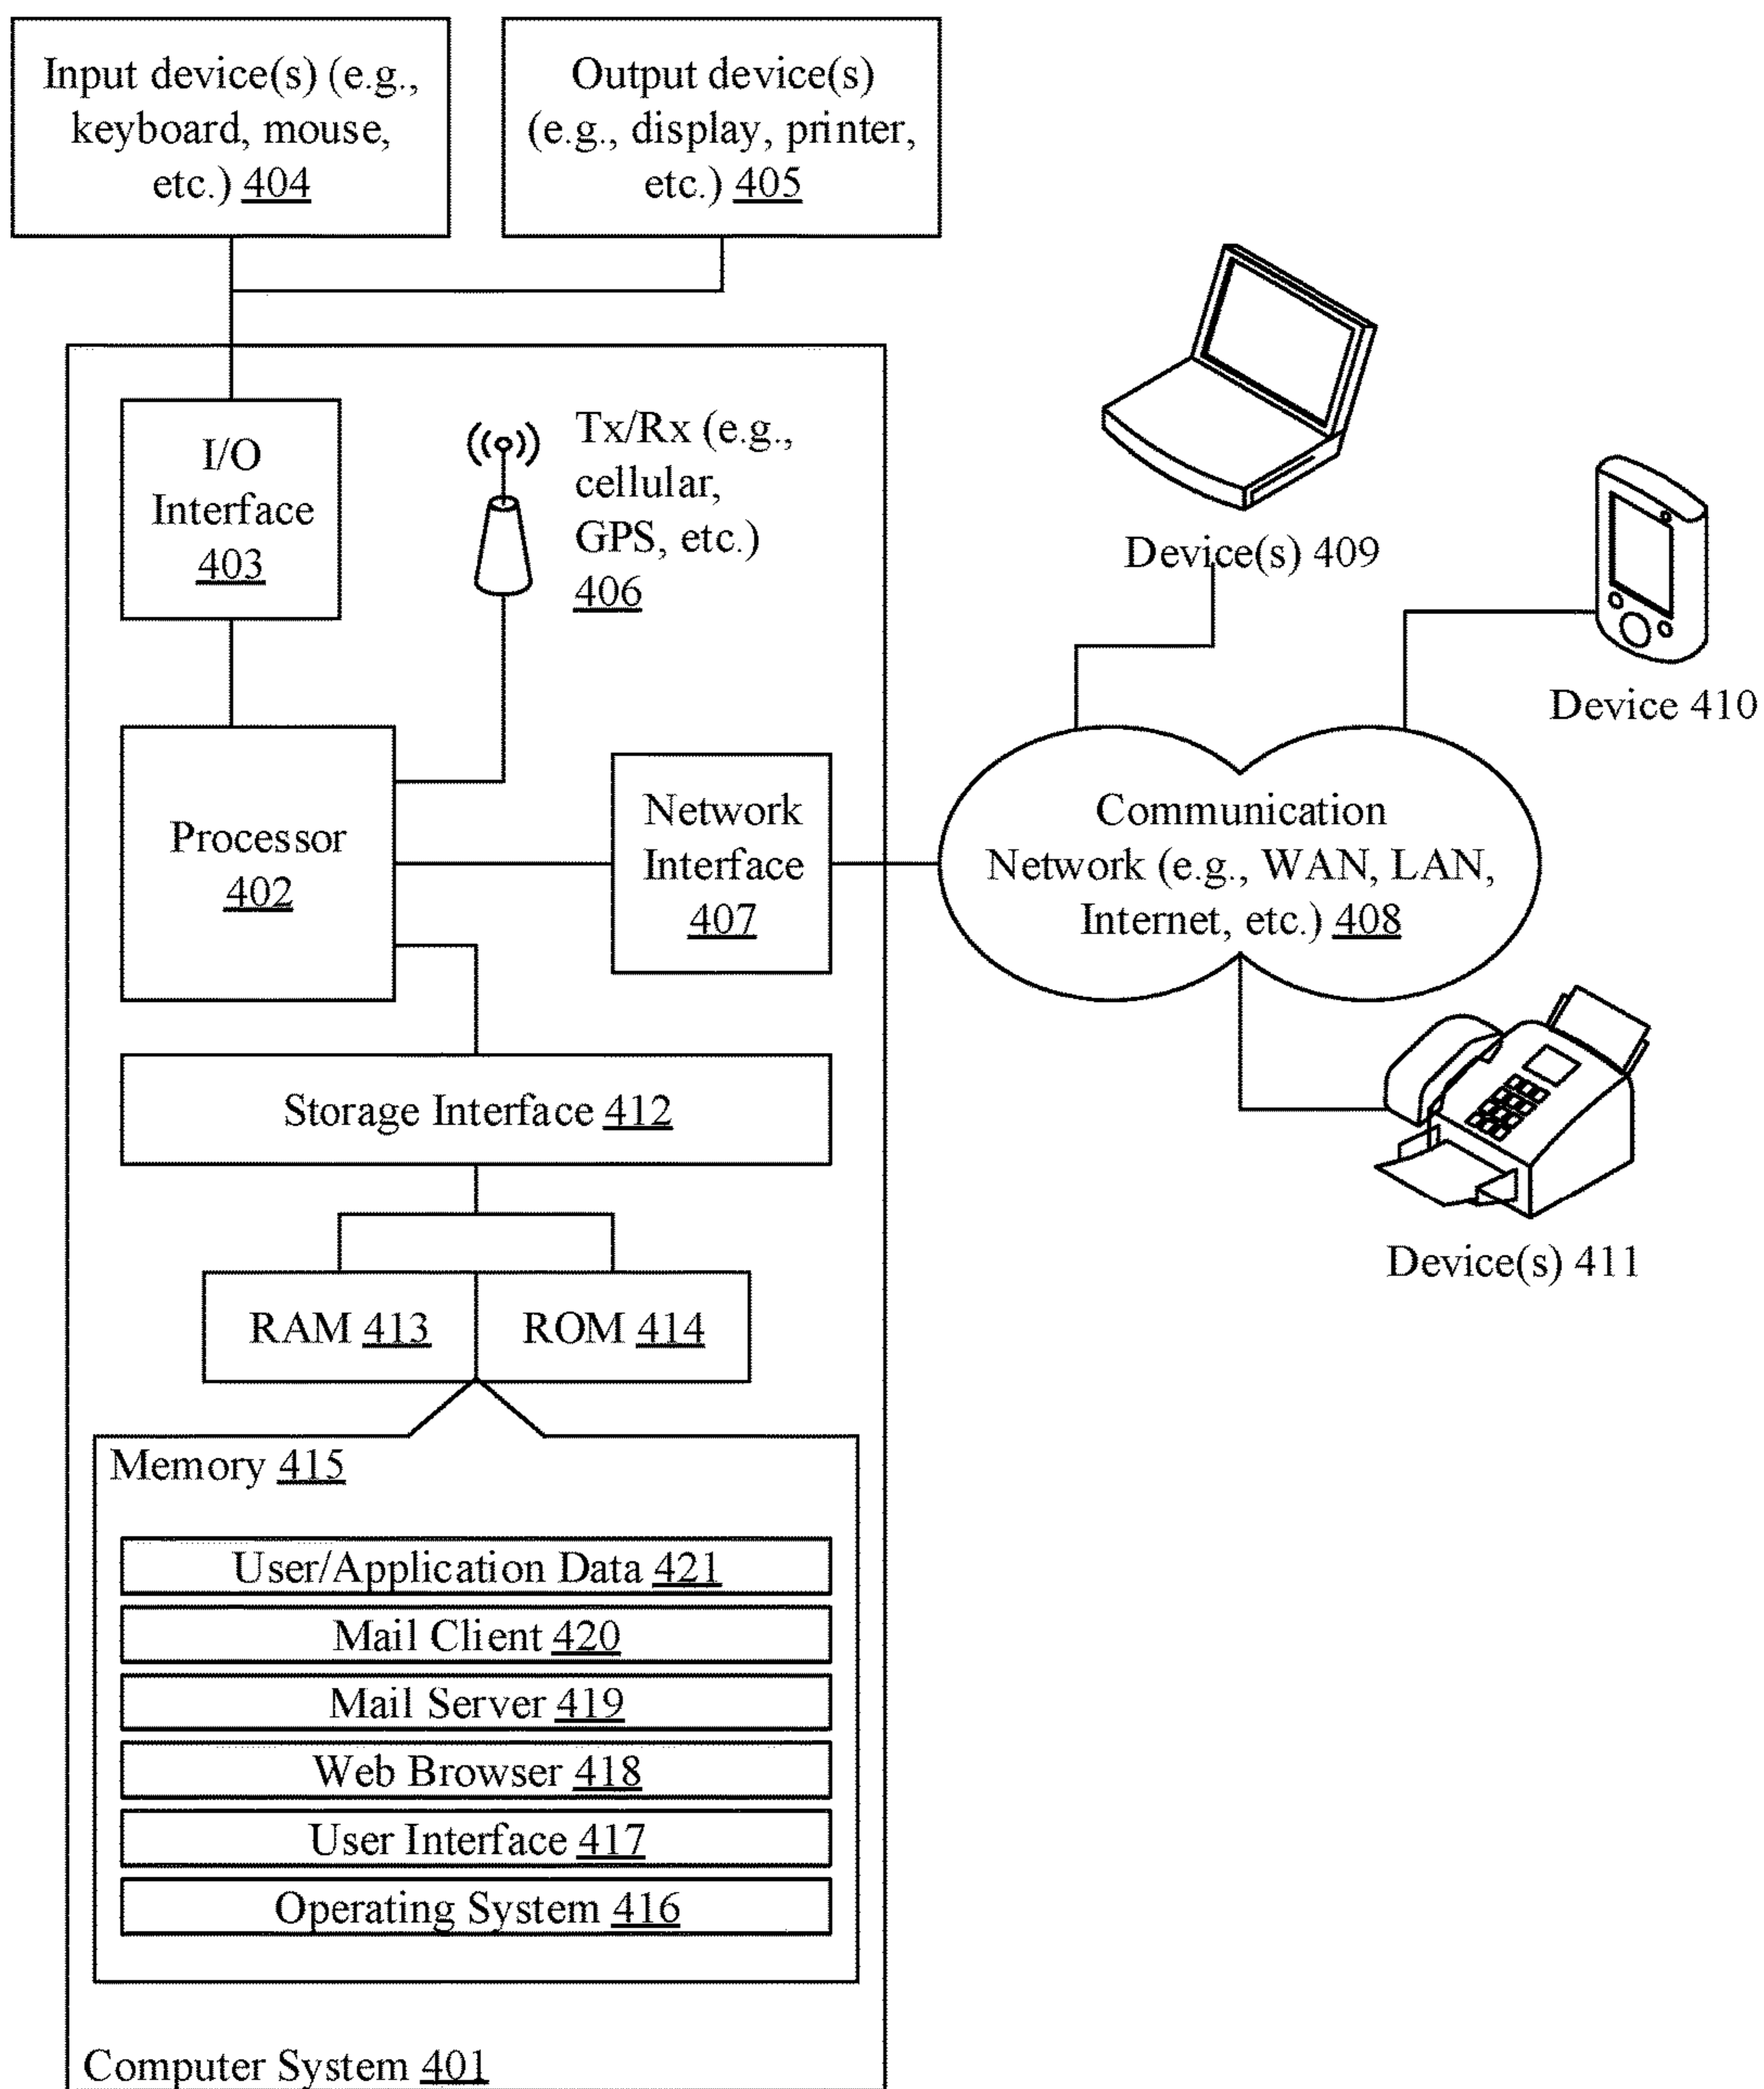 Input device(s) (e.g.,
keyboard, mouse,
etc.) 404
Output device(s)
(e.g., display, printer,
etc.) 405
I/O
Interface
403
Tx/Rx (e.g.,
cellular,
GPS, etc.)
406
Device(s) 409
Device 410
Processor
402
Network
Interface
407
Communication
Network (e.g., WAN, LAN,
Internet, etc.) 408
Storage Interface 412
Device(s) 411
RAM 413
ROM 414
Memory 415
User/Application Data 421
Mail Client 420
Mail Server 419
Web Browser 418
User Interface 417
Operating System 416
Computer System 401